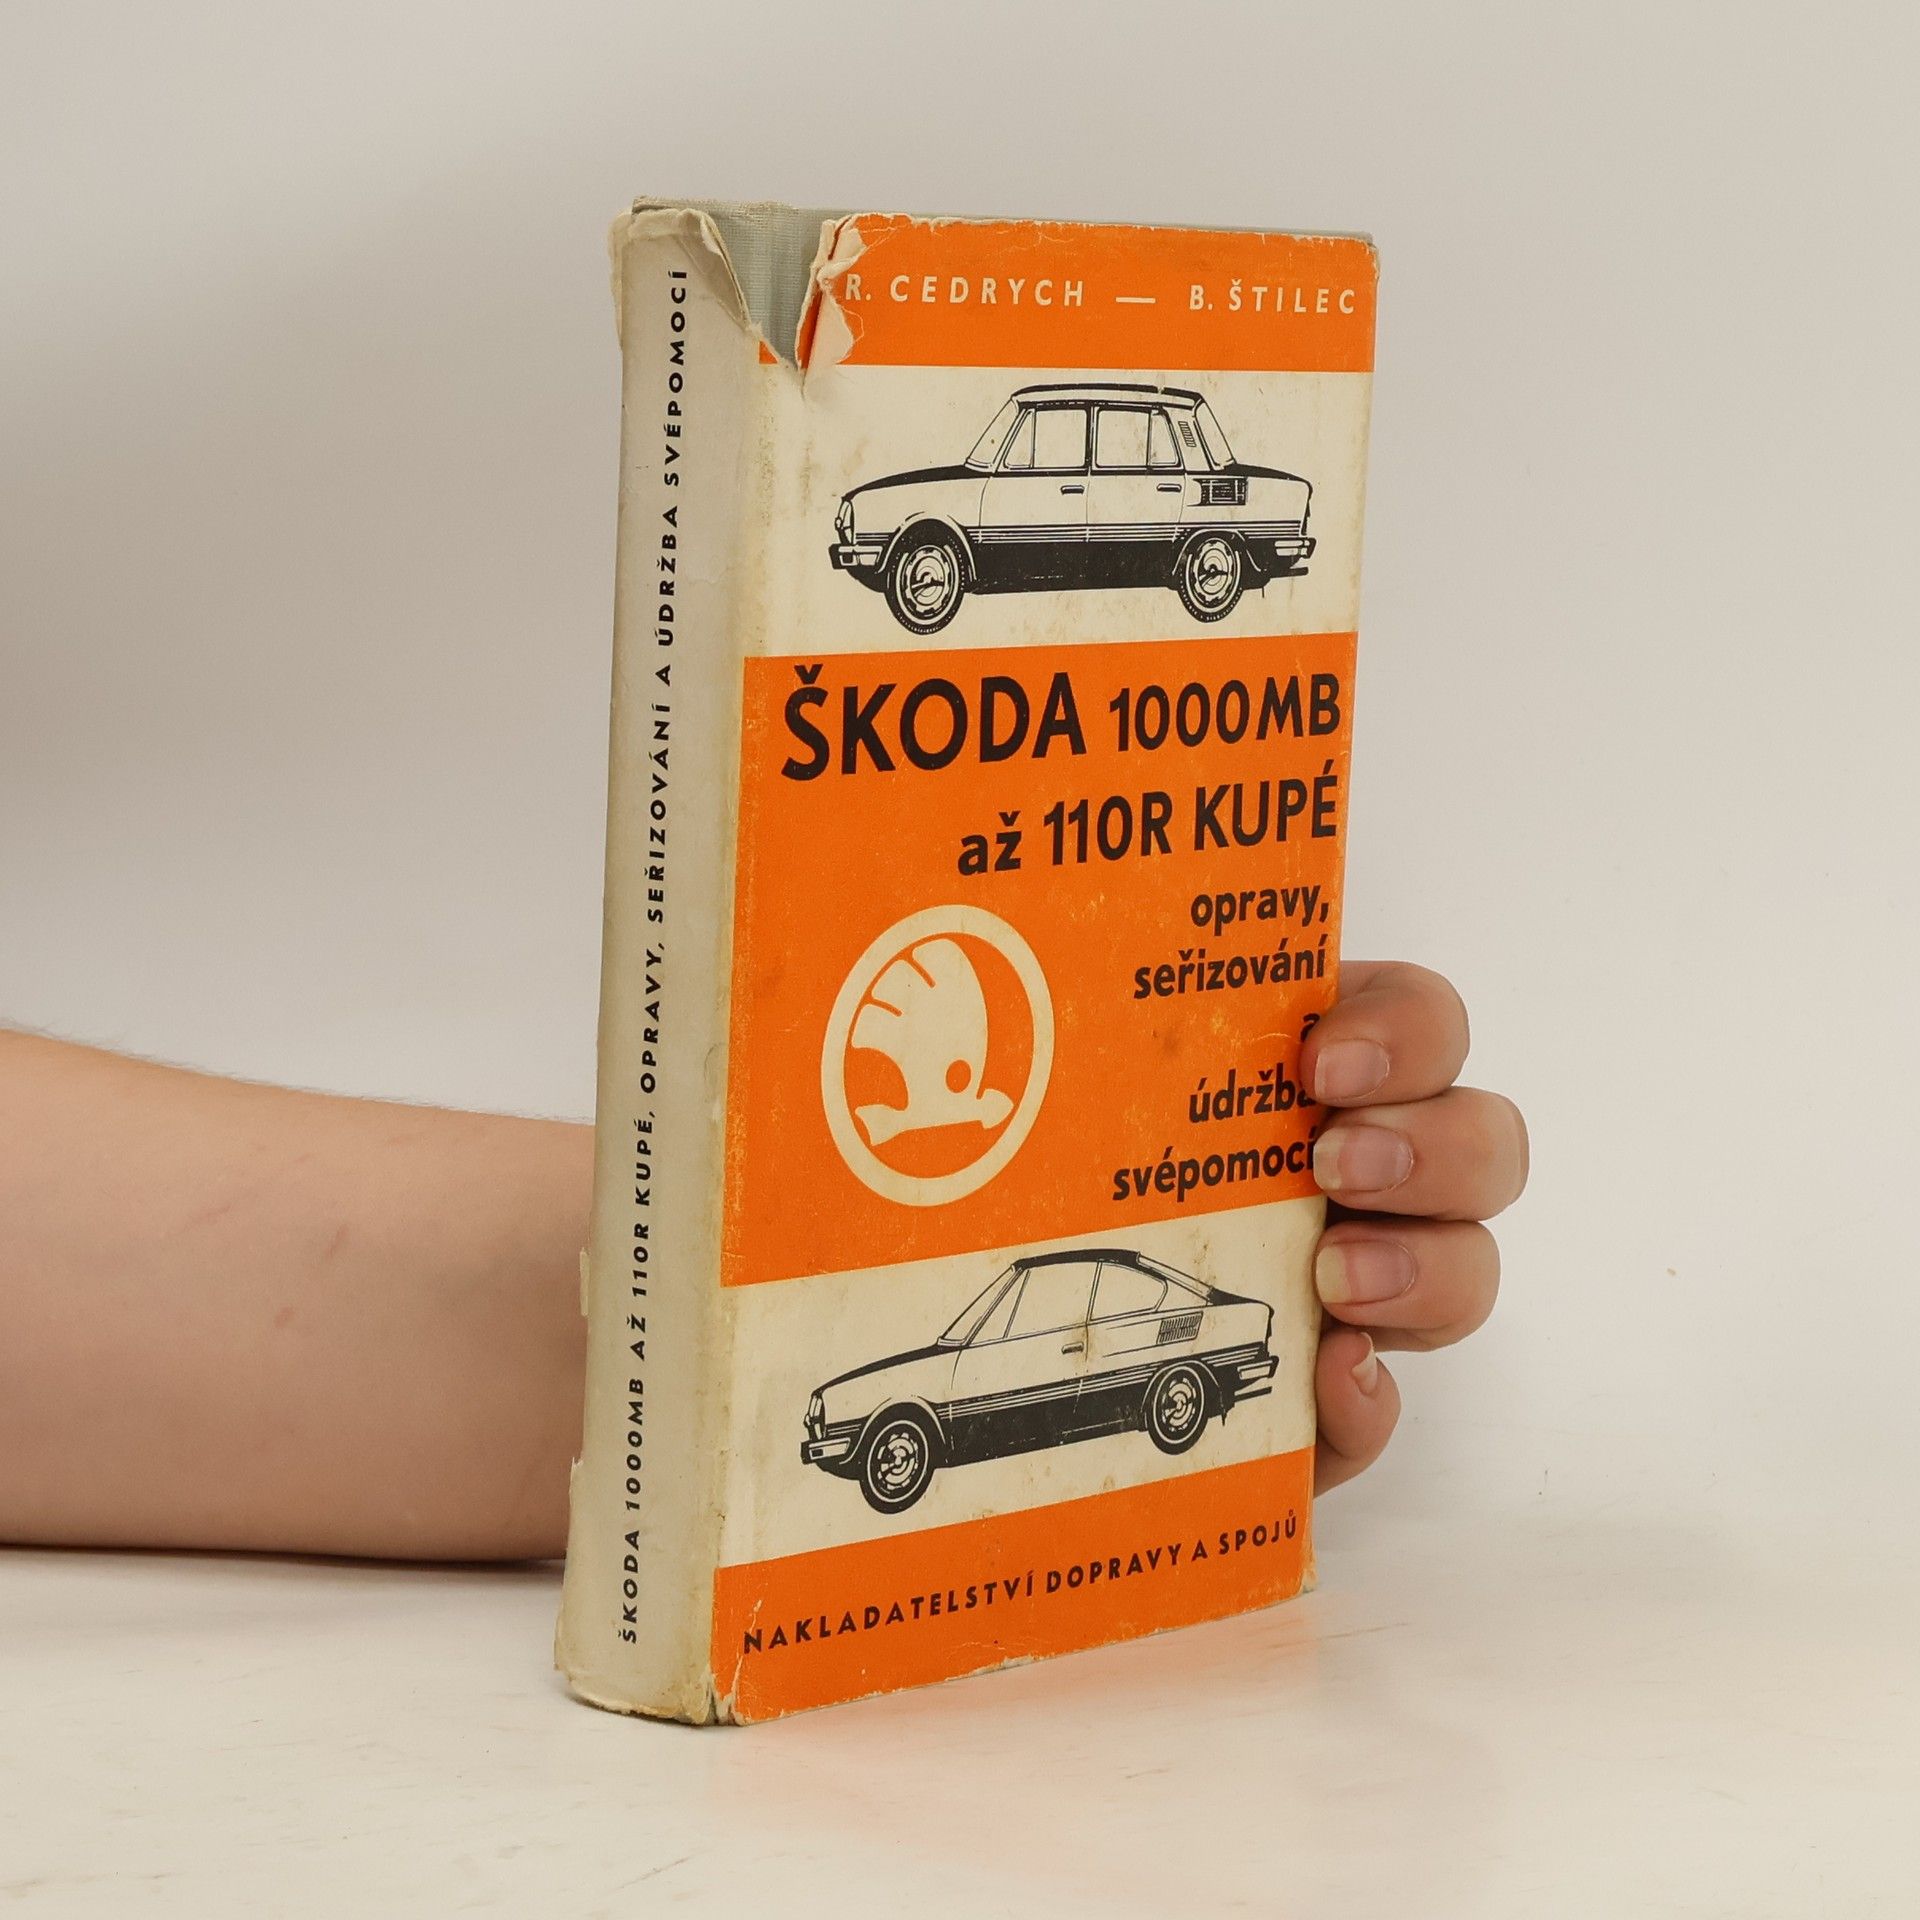 ŠKODA 1000MB AŽ 110R KUPÉ, OPRAVY, SEŘIZOVÁNÍ A ÚDRŽBA SVÉPOMOCÍ
R. CEDRYCH — B. ŠTILEC
ŠKODA 1000MB
až 110R KUPÉ
opravy,
seřizování
a
údržba
svépomocí
NAKLADATELSTVÍ DOPRAVY A SPOJŮ